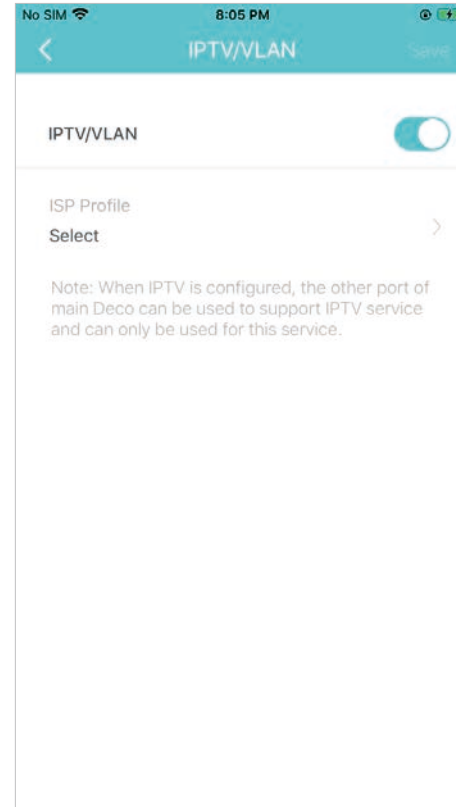 No SIM 8:05 PM
IPTV/VLAN Save
IPTV/VLAN
ISP Profile
Select
Note: When IPTV is configured, the other port of
main Deco can be used to support IPTV service
and can only be used for this service.